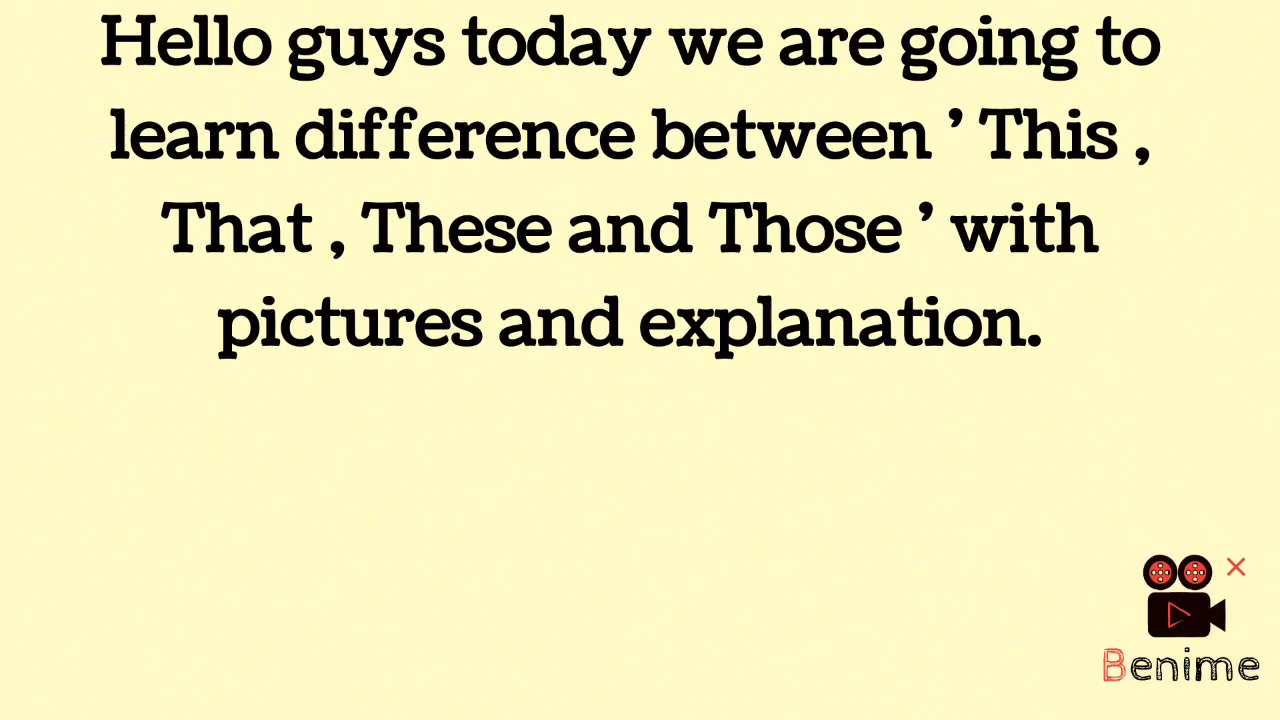 Hello guys today we are going to
learn difference between ’ This ,
That , These and Those ’ with
pictures and explanation.
Benime